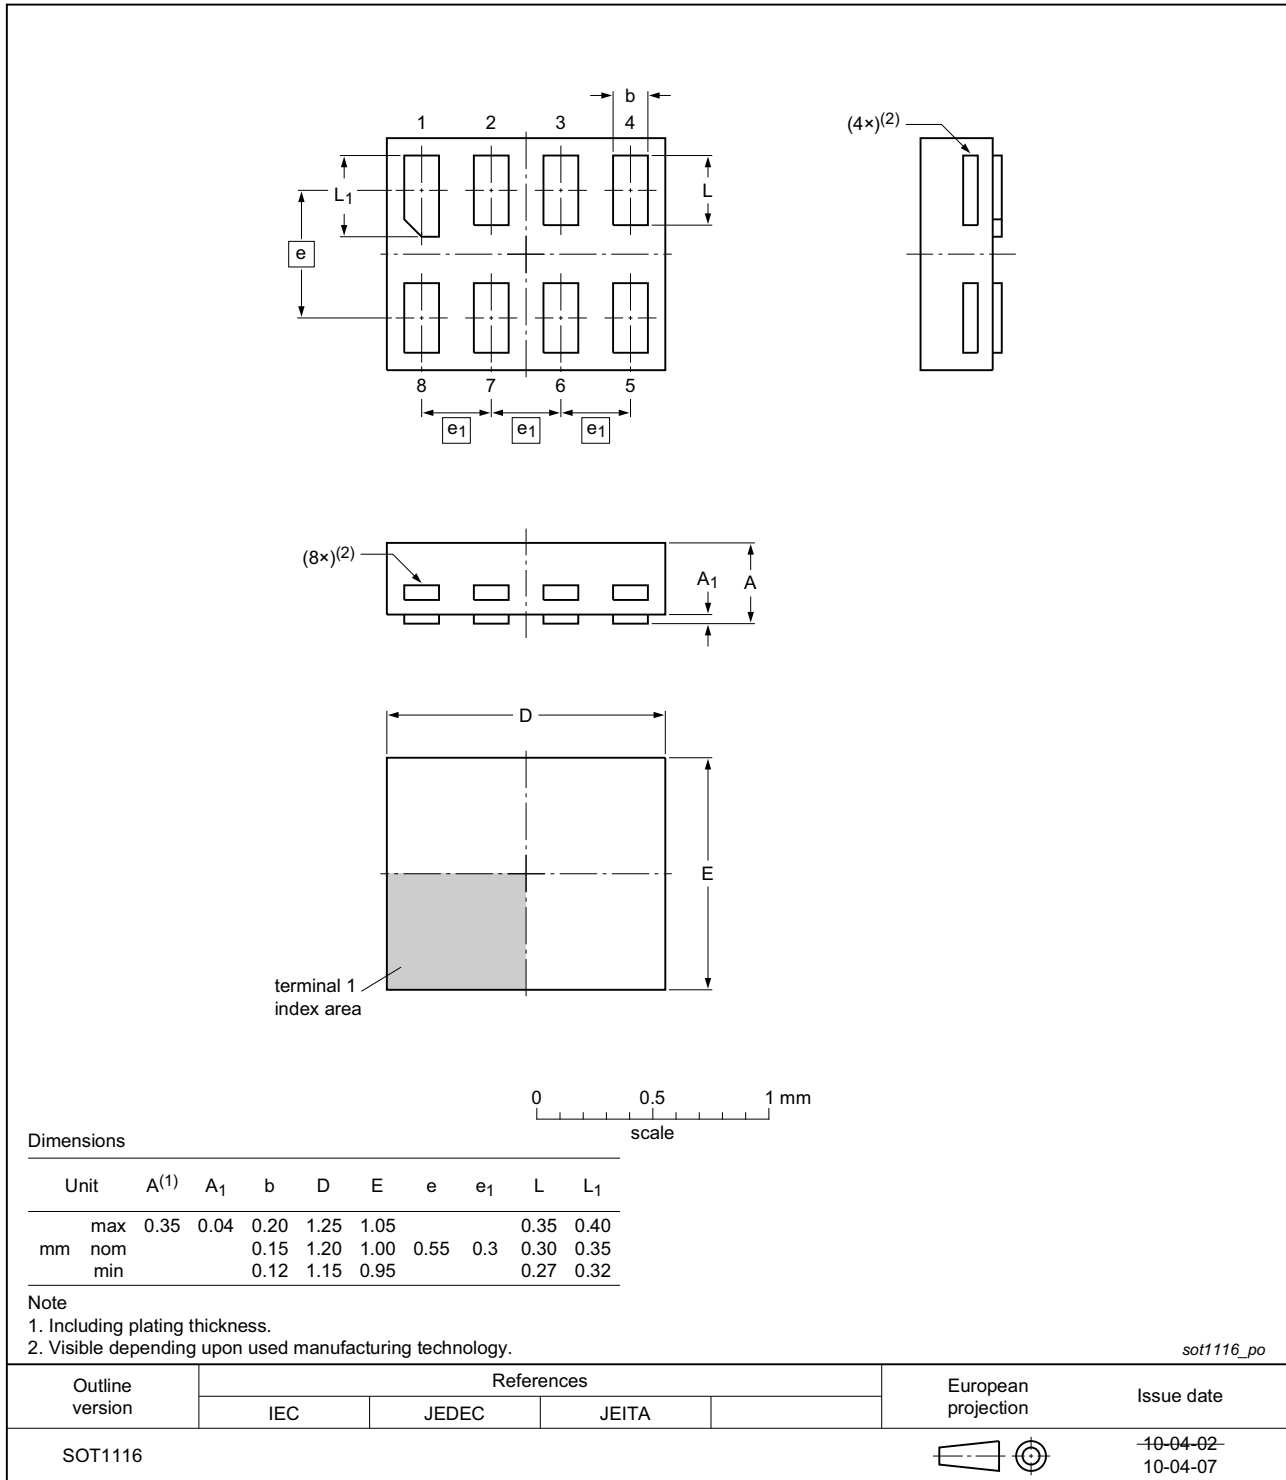 b
1 2 3 4
(4×)(2)
L1
L
e
8 7 6 5
e1 e1 e1
(8×)(2)
A1
A
D
E
terminal 1
index area
0 0.5 1 mm
scale
Dimensions
Unit A(1) A1 b D E e e1 L L1
max 0.35 0.04 0.20 1.25 1.05 0.35 0.40
mm nom 0.15 1.20 1.00 0.55 0.3 0.30 0.35
min 0.12 1.15 0.95 0.27 0.32
Note
1. Including plating thickness.
2. Visible depending upon used manufacturing technology.
sot1116_po
Outline
version
References
IEC JEDEC JEITA
European
projection
Issue date
SOT1116
10-04-02
10-04-07